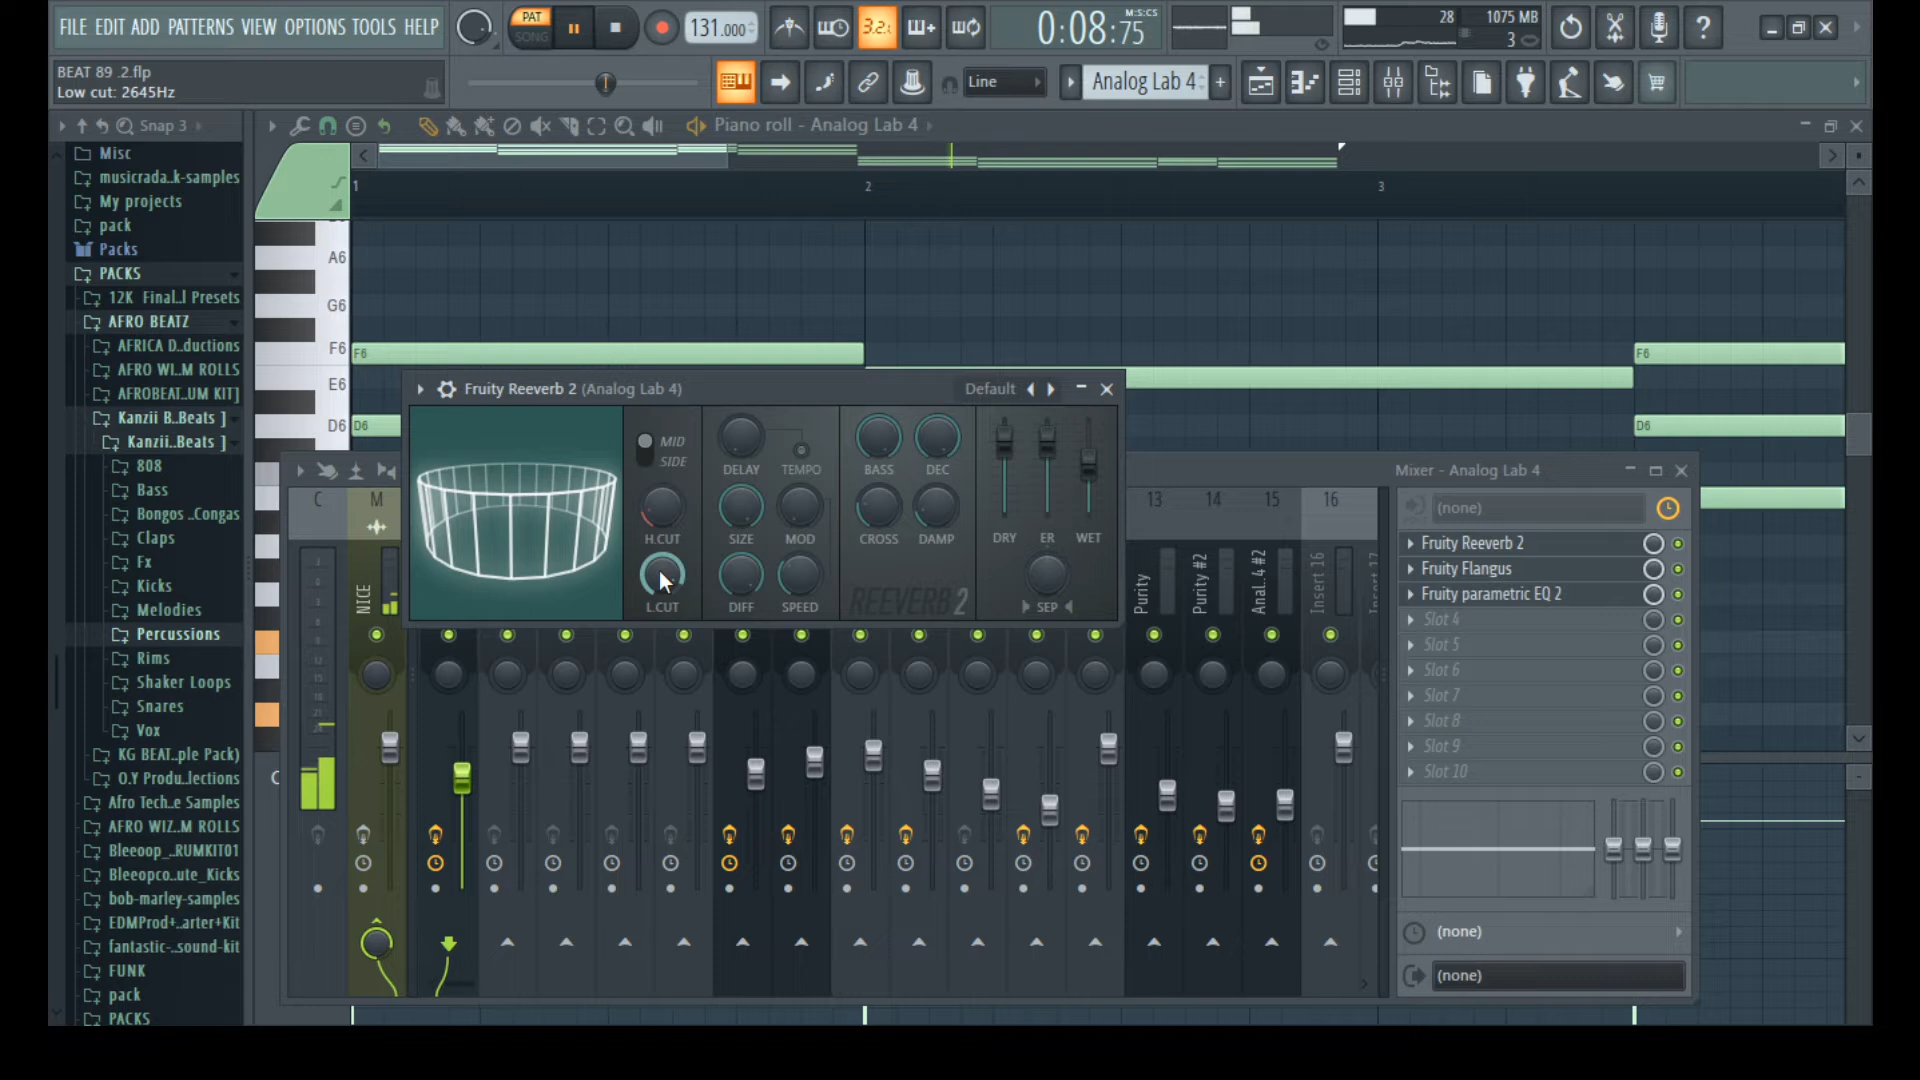 FILE EDIT ADD PATTERNS VIEW OPTIONS TOOLS HELP
PAT
SONG
131.000
3.2.
0:08:75
M:S:CS
28
1075 MB
3
BEAT 89 .2.flp
Low cut: 2645Hz
Line
Analog Lab 4
Snap 3
Piano roll - Analog Lab 4
Misc
musicrada..k-samples
My projects
pack
Packs
PACKS
12K Final..l Presets
AFRO BEATZ
AFRICA D..ductions
AFRO WI..M ROLLS
AFROBEAT..UM KIT]
Kanzii B..Beats ]
Kanzii..Beats ]
808
Bass
Bongos ..Congas
Claps
Fx
Kicks
Melodies
Percussions
Rims
Shaker Loops
Snares
Vox
KG BEAT..ple Pack)
O.Y Produ..lections
Afro Tech..e Samples
AFRO WIZ..M ROLLS
Bleeoop_..RUMKIT01
Bleeopco..ute_Kicks
bob-marley-samples
EDMProd+..arter+Kit
fantastic-..sound-kit
FUNK
pack
PACKS
1
2
3
A6
G6
F6
E6
D6
F6
D6
F6
D6
Fruity Reeverb 2 (Analog Lab 4)
Default
MID
SIDE
H.CUT
L.CUT
DELAY
TEMPO
SIZE
MOD
DIFF
SPEED
BASS
DEC
CROSS
DAMP
REEVERB 2
DRY
ER
WET
SEP
Mixer - Analog Lab 4
C
M
13
14
15
16
NICE
Purity
Purity #2
Anal..4 #2
Insert 16
(none)
Fruity Reeverb 2
Fruity Flangus
Fruity parametric EQ 2
Slot 4
Slot 5
Slot 6
Slot 7
Slot 8
Slot 9
Slot 10
(none)
(none)